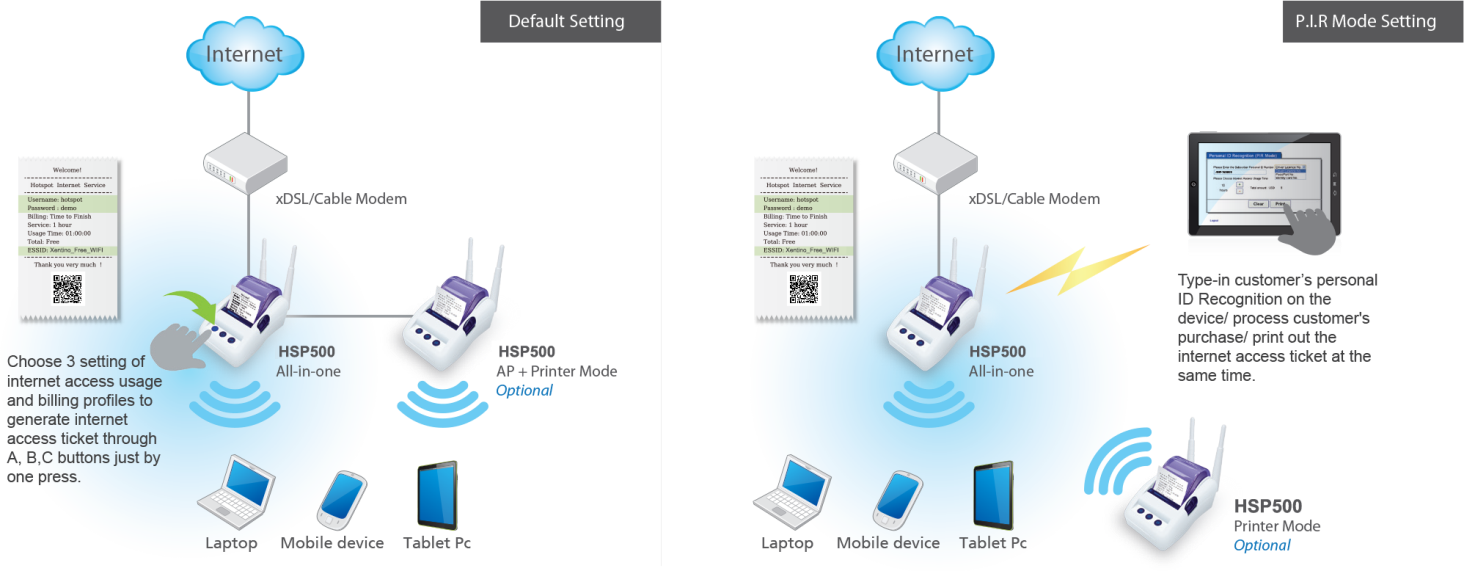 Default Setting
Internet
xDSL/Cable Modem
Welcome!
Hotspot Internet Service
Username: hotspot
Password : demo
Billing: Time to Finish
Service: 1 hour
Usage Time: 01:00:00
Total: Free
ESSID: Xentino_Free_WIFI
Thank you very much !
Choose 3 setting of
internet access usage
and billing profiles to
generate internet
access ticket through
A, B,C buttons just by
one press.
HSP500
All-in-one
HSP500
AP + Printer Mode
Optional
Laptop
Mobile device
Tablet Pc
P.I.R Mode Setting
Internet
xDSL/Cable Modem
Welcome!
Hotspot Internet Service
Username: hotspot
Password : demo
Billing: Time to Finish
Service: 1 hour
Usage Time: 01:00:00
Total: Free
ESSID: Xentino_Free_WIFI
Thank you very much !
HSP500
All-in-one
Personal ID Recognition (P.I.R Mode)
Clear
Print
Type-in customer's personal
ID Recognition on the
device/ process customer's
purchase/ print out the
internet access ticket at the
same time.
HSP500
Printer Mode
Optional
Laptop
Mobile device
Tablet Pc